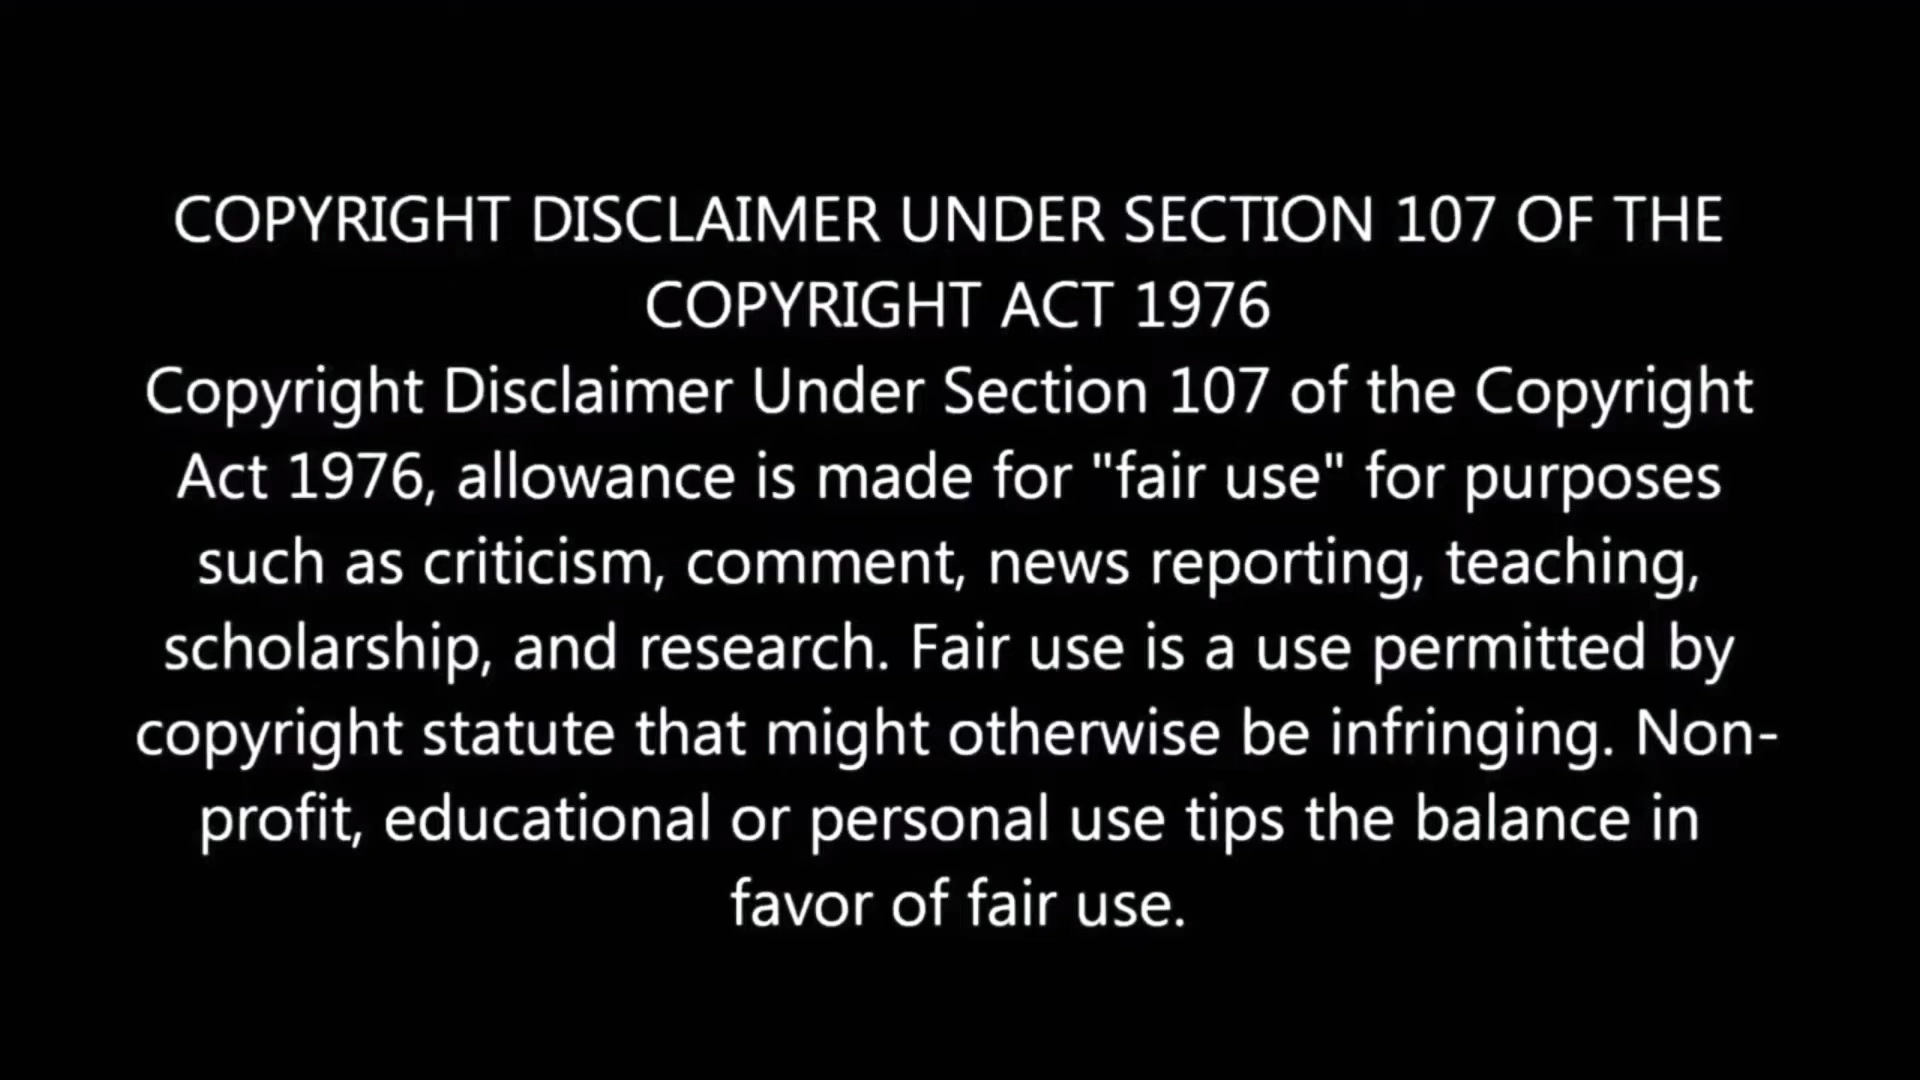 COPYRIGHT DISCLAIMER UNDER SECTION 107 OF THE
COPYRIGHT ACT 1976
Copyright Disclaimer Under Section 107 of the Copyright
Act 1976, allowance is made for "fair use" for purposes
such as criticism, comment, news reporting, teaching,
scholarship, and research. Fair use is a use permitted by
copyright statute that might otherwise be infringing. Non-
profit, educational or personal use tips the balance in
favor of fair use.